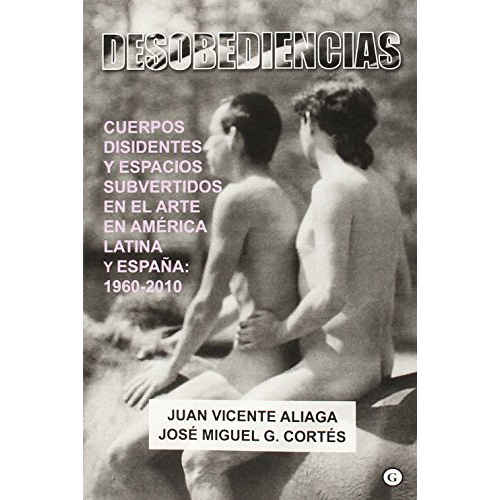 DESOBEDIENCIAS
CUERPOS
DISIDENTES
Y ESPACIOS
SUBVERTIDOS
EN EL ARTE
EN AMÉRICA
LATINA
Y ESPAÑA:
1960-2010
JUAN VICENTE ALIAGA
JOSÉ MIGUEL G. CORTÉS
G